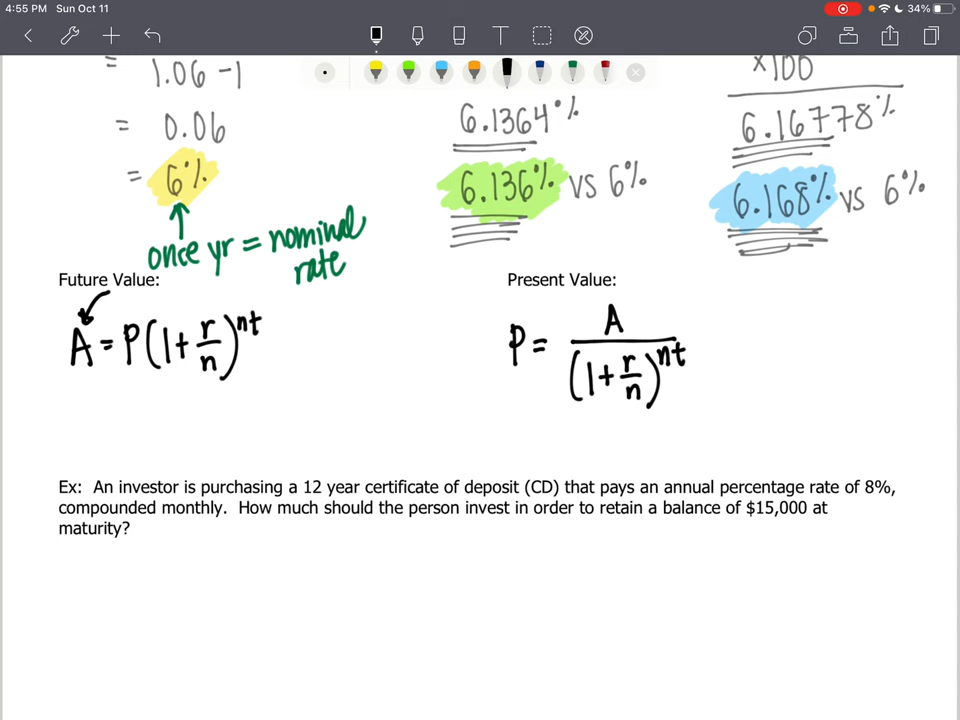 4:55 PM Sun Oct 11
34%
= 1.06 -1
x100
= 0.06
6.1364%
6.16778%
= 6%
6.136% vs 6%
6.168% vs 6%
once yr = nominal
rate
Future Value:
Present Value:
A = P(1+r/n)^nt
P = A/(1+r/n)^nt
Ex: An investor is purchasing a 12 year certificate of deposit (CD) that pays an annual percentage rate of 8%,
compounded monthly. How much should the person invest in order to retain a balance of $15,000 at
maturity?